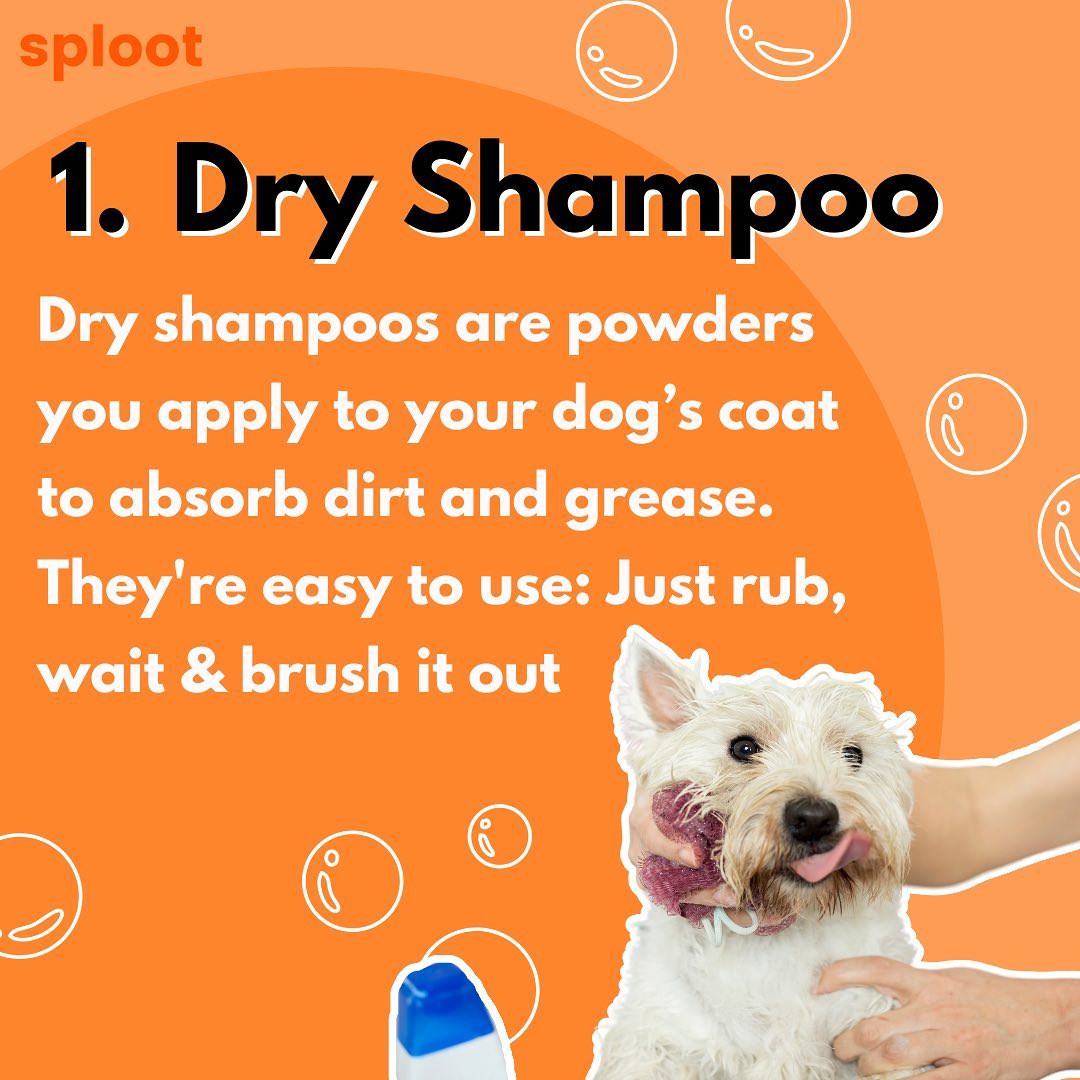 sploot
1. Dry Shampoo
Dry shampoos are powders
you apply to your dog’s coat
to absorb dirt and grease.
They're easy to use: Just rub,
wait & brush it out